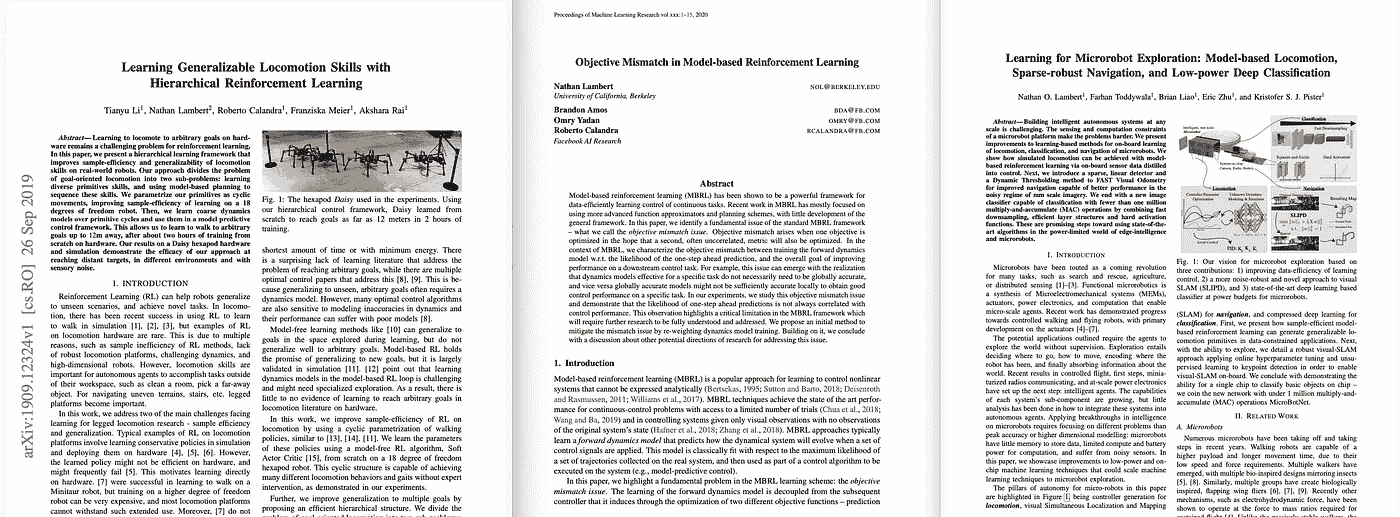 arXiv:1909.12324v1 [cs.RO] 26 Sep 2019
Learning Generalizable Locomotion Skills with
Hierarchical Reinforcement Learning
Tianyu Li1, Nathan Lambert2, Roberto Calandra1, Franziska Meier1, Akshara Rai1
Abstract—Learning to locomote to arbitrary goals on hard-
ware remains a challenging problem for reinforcement learning.
In this paper, we present a hierarchical learning framework that
improves sample-efficiency and generalizability of locomotion
skills on real-world robots. Our approach divides the problem
of goal-oriented locomotion into two sub-problems: learning
diverse primitives skills, and using model-based planning to
sequence these skills. We parametrize our primitives as cyclic
movements, improving sample-efficiency of learning on a 18
degrees of freedom robot. Then, we learn coarse dynamics
models over primitive cycles and use them in a model predictive
control framework. This allows us to learn to walk to arbitrary
goals up to 12m away, after about two hours of training from
scratch on hardware. Our results on a Daisy hexapod hardware
and simulation demonstrate the efficacy of our approach at
reaching distant targets, in different environments and with
sensory noise.
I. INTRODUCTION
Reinforcement Learning (RL) can help robots generalize
to unseen scenarios, and achieve novel tasks. In locomo-
tion, there has been recent success in using RL to learn
to walk in simulation [1], [2], [3], but examples of RL
on locomotion hardware are rare. This is due to multiple
reasons, such as sample inefficiency of RL methods, lack
of robust locomotion platforms, challenging dynamics, and
high-dimensional robots. However, locomotion skills are
important for autonomous agents to accomplish tasks outside
of their workspace, such as clean a room, pick a far-away
object. For navigating uneven terrains, stairs, etc. legged
platforms become important.
In this work, we address two of the main challenges facing
learning for legged locomotion research - sample efficiency
and generalization. Typical examples of RL on locomotion
platforms involve learning conservative policies in simulation
and deploying them on hardware [4], [5], [6]. However,
the learned policy might not be efficient on hardware, and
might frequently fail [5]. This motivates learning directly
on hardware. [7] were successful in learning to walk on a
Minitaur robot, but training on a higher degree of freedom
robot can be very expensive, and most locomotion platforms
cannot withstand such extended use. Moreover, [7] do not
Fig. 1: The hexapod Daisy used in the experiments. Using
our hierarchical control framework, Daisy learned from
scratch to reach goals as far as 12 meters in 2 hours of
training.
shortest amount of time or with minimum energy. There
is a surprising lack of learning literature that address the
problem of reaching arbitrary goals, while there are multiple
optimal control papers that address this [8], [9]. This is be-
cause generalizing to unseen, arbitrary goals often requires a
dynamics model. However, many optimal control algorithms
are also sensitive to modeling inaccuracies in dynamics and
their performance can suffer with poor models [8].
Model-free learning methods like [10] can generalize to
goals in the space explored during learning, but do not
generalize well to arbitrary goals. Model-based RL holds
the promise of generalizing to new goals, but it is largely
validated in simulation [11]. [12] point out that learning
dynamics models in the model-based RL loop is challenging
and might need specialized exploration. As a result, there is
little to no evidence of learning to reach arbitrary goals in
locomotion literature on hardware.
In this work, we improve sample-efficiency of RL on
locomotion by using a cyclic parametrization of walking
policies, similar to [13], [14], [11]. We learn the parameters
of these policies using a model-free RL algorithm, Soft
Actor Critic [15], from scratch on a 18 degree of freedom
hexapod robot. This cyclic structure is capable of achieving
many different locomotion behaviors and gaits without expert
intervention, as demonstrated in our experiments.
Further, we improve generalization to multiple goals by
proposing an efficient hierarchical structure. We divide the
Proceedings of Machine Learning Research vol xxx:1–15, 2020
Objective Mismatch in Model-based Reinforcement Learning
Nathan Lambert NOL@BERKELEY.EDU
University of California, Berkeley
Brandon Amos BDA@FB.COM
Omry Yadan OMRY@FB.COM
Roberto Calandra RCALANDRA@FB.COM
Facebook AI Research
Abstract
Model-based reinforcement learning (MBRL) has been shown to be a powerful framework for
data-efficiently learning control of continuous tasks. Recent work in MBRL has mostly focused on
using more advanced function approximators and planning schemes, with little development of the
general framework. In this paper, we identify a fundamental issue of the standard MBRL framework
– what we call the objective mismatch issue. Objective mismatch arises when one objective is
optimized in the hope that a second, often uncorrelated, metric will also be optimized. In the
context of MBRL, we characterize the objective mismatch between training the forward dynamics
model w.r.t. the likelihood of the one-step ahead prediction, and the overall goal of improving
performance on a downstream control task. For example, this issue can emerge with the realization
that dynamics models effective for a specific task do not necessarily need to be globally accurate,
and vice versa globally accurate models might not be sufficiently accurate locally to obtain good
control performance on a specific task. In our experiments, we study this objective mismatch issue
and demonstrate that the likelihood of one-step ahead predictions is not always correlated with
control performance. This observation highlights a critical limitation in the MBRL framework which
will require further research to be fully understood and addressed. We propose an initial method to
mitigate the mismatch issue by re-weighting dynamics model training. Building on it, we conclude
with a discussion about other potential directions of research for addressing this issue.
1. Introduction
Model-based reinforcement learning (MBRL) is a popular approach for learning to control nonlinear
systems that cannot be expressed analytically (Bertsekas, 1995; Sutton and Barto, 2018; Deisenroth
and Rasmussen, 2011; Williams et al., 2017). MBRL techniques achieve the state of the art perfor-
mance for continuous-control problems with access to a limited number of trials (Chua et al., 2018;
Wang and Ba, 2019) and in controlling systems given only visual observations with no observations
of the original system's state (Hafner et al., 2018; Zhang et al., 2018). MBRL approaches typically
learn a forward dynamics model that predicts how the dynamical system will evolve when a set of
control signals are applied. This model is classically fit with respect to the maximum likelihood of
a set of trajectories collected on the real system, and then used as part of a control algorithm to be
executed on the system (e.g., model-predictive control).
In this paper, we highlight a fundamental problem in the MBRL learning scheme: the objective
mismatch issue. The learning of the forward dynamics model is decoupled from the subsequent
controller that it induces through the optimization of two different objective functions – prediction
Learning for Microrobot Exploration: Model-based Locomotion,
Sparse-robust Navigation, and Low-power Deep Classification
Nathan O. Lambert1, Farhan Toddywala1, Brian Liao1, Eric Zhu1, and Kristofer S. J. Pister1
Abstract—Building intelligent autonomous systems at any
scale is challenging. The sensing and computation constraints
of a microrobot platform make the problems harder. We present
improvements to learning-based methods for on-board learning
of locomotion, classification, and navigation of microrobots. We
show how simulated locomotion can be achieved with model-
based reinforcement learning via on-board sensor data distilled
into control. Next, we introduce a sparse, linear detector and
a Dynamic Thresholding method to FAST Visual Odometry
for improved navigation capable of better performance in the
noisy regime of mm scale imagery. We end with a new image
classifier capable of classification with fewer than one million
multiply-and-accumulate (MAC) operations by combining fast
downsampling, efficient layer structures and hard activation
functions. These are promising steps toward using state-of-the-
art algorithms in the power-limited world of edge-intelligence
and microrobots.
I. INTRODUCTION
Microrobots have been touted as a coming revolution
for many tasks, such as search and rescue, agriculture,
or distributed sensing [1]–[3]. Functional microrobots is
a synthesis of Microelectromechanical systems (MEMs),
actuators, power electronics, and computation that enable
micro-scale agents. Recent work has demonstrated progress
towards controlled walking and flying robots, with primary
development on the actuators [4]–[7].
The potential applications outlined require the agents to
explore the world without supervision. Exploration entails
deciding where to go, how to move, encoding where the
robot has been, and finally absorbing information about the
world. Recent results in controlled flight, first steps, minia-
turized radio communication, and at-scale power electronics
have set up the next step: intelligent agents. The capabilities
of each system's sub-component are growing, but little
analysis has been done on how to integrate these systems into
autonomous agents. Applying breakthroughs in intelligence
on microrobots requires focusing on different problems than
peak accuracy or higher dimensional modelling: microrobots
have little to memory store data, limited compute and battery
power for computation, and suffer from noisy sensors. In
this paper, we showcase improvements to low-power and on-
chip machine learning techniques that could scale machine
learning techniques to microrobot exploration.
The pillars of autonomy for micro-robots in this paper
are highlighted in Figure 1, being controller generation for
locomotion, visual Simultaneous Localization and Mapping
Classification
Fast Downsampling
Squeeze-and-Excite
Hard Activation
Locomotion
Navigation
SLIPD
Resulting Map
Fig. 1: Our vision for microrobot exploration based on
three contributions: 1) improving data-efficiency of learning
control, 2) a more noise-robust and novel approach to visual
SLAM (SLIPD), and 3) state-of-the-art deep learning based
classifier at power budgets for microrobots.
(SLAM) for navigation, and compressed deep learning for
classification. First, we present how sample-efficient model-
based reinforcement learning can generate generalizable lo-
comotion primitives in data-constrained applications. Next,
with the ability to explore, we detail a robust visual-SLAM
approach applying online hyperparameter tuning and unsu-
pervised learning to keypoint detection in order to enable
visual-SLAM on-board. We conclude with demonstrating
the ability for a single chip to classify basic objects on chip –
we coin the new network with under 1 million multiply-and-
accumulate (MAC) operations MicroBotNet.
II. RELATED WORK
A. Microrobots
Numerous microrobots have been taking off and taking
steps in recent years. Walking robots are capable of a
higher payload and longer movement time, due to their
low speed and force requirements. Multiple walkers have
emerged, with multiple bio-inspired designs mirroring insects
[5], [8]. Similarly, multiple groups have create biologically
inspired, flapping wing fliers [6], [7], [9]. Recently other
mechanisms, such as electrohydrodynamic force, have been
shown to operate at the force to mass ratios required for